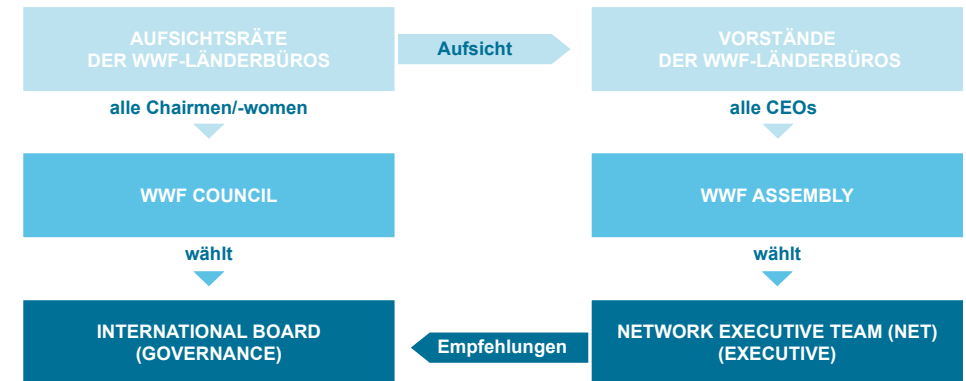 AUFSICHTSRÄTE
DER WWF-LÄNDERBÜROS
Aufsicht
VORSTÄNDE
DER WWF-LÄNDERBÜROS
alle Chairmen/-women
alle CEOs
WWF COUNCIL
WWF ASSEMBLY
wählt
wählt
INTERNATIONAL BOARD
(GOVERNANCE)
Empfehlungen
NETWORK EXECUTIVE TEAM (NET)
(EXECUTIVE)